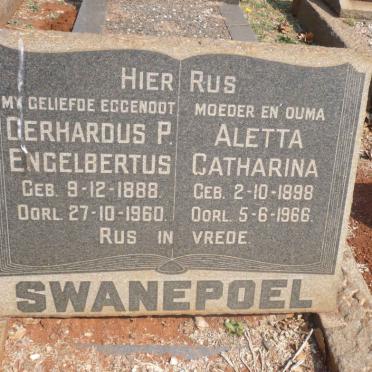 HIER RUS
MY GELIEFDE EGGENOOT
GERHARDUS P.
ENGELBERTUS
GEB. 9-12-1888.
OORL. 27-10-1960.
MOEDER EN OUMA
ALETTA
CATHARINA
GEB. 2-10-1898
OORL. 5-6-1966.
RUS IN VREDE.
SWANEPOEL